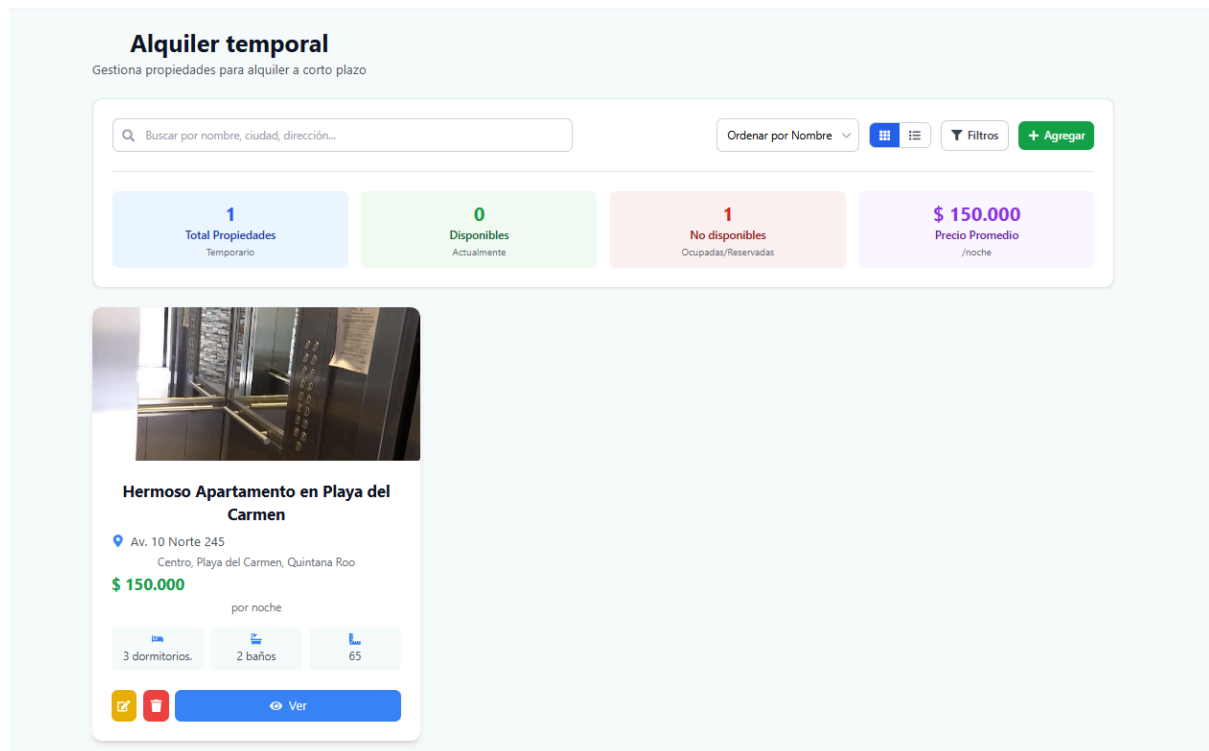 Alquiler temporal
Gestiona propiedades para alquiler a corto plazo
Buscar por nombre, ciudad, dirección...
Ordenar por Nombre
Filtros
+ Agregar
1
Total Propiedades
Temporario
0
Disponibles
Actualmente
1
No disponibles
Ocupadas/Reservadas
$ 150.000
Precio Promedio
/noche
Hermoso Apartamento en Playa del
Carmen
Av. 10 Norte 245
Centro, Playa del Carmen, Quintana Roo
$ 150.000
por noche
3 dormitorios.
2 baños
65
Ver